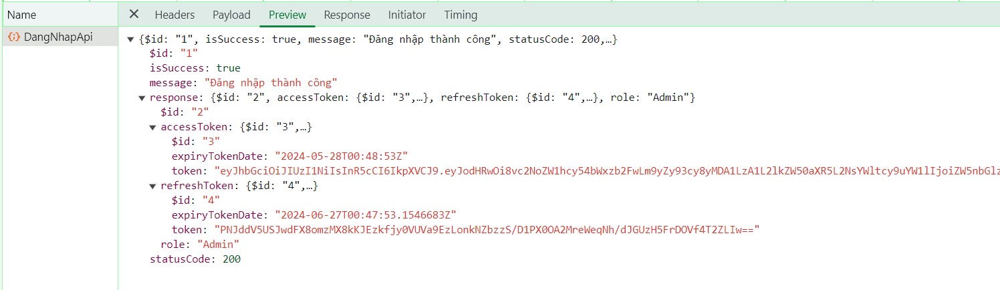 Name
Headers Payload Preview Response Initiator Timing
DangNhapApi
{$id: "1", isSuccess: true, message: "Đăng nhập thành công", statusCode: 200,…}
$id: "1"
isSuccess: true
message: "Đăng nhập thành công"
response: {$id: "2", accessToken: {$id: "3",…}, refreshToken: {$id: "4",…}, role: "Admin"}
$id: "2"
accessToken: {$id: "3",…}
$id: "3"
expiryTokenDate: "2024-05-28T00:48:53Z"
token: "eyJhbGciOiJIUzI1NiIsInR5cCI6IkpXVCJ9.eyJodHRwOi8vc2NoZW1hcy54bWxzb2FwLm9yZy93cy8yMDA1LzA1L2lkZW50aXR5L2NsYWltcy9uYW1lIjoiZW5nbGlz
refreshToken: {$id: "4",…}
$id: "4"
expiryTokenDate: "2024-06-27T00:47:53.1546683Z"
token: "PNJddV5USJwdFX8omzMX8kKJEzkfjy0VUVa9EzLonkNZbzzS/D1PX0OA2MreWeqNh/dJGUzH5FrDOVf4T2ZLIw=="
role: "Admin"
statusCode: 200